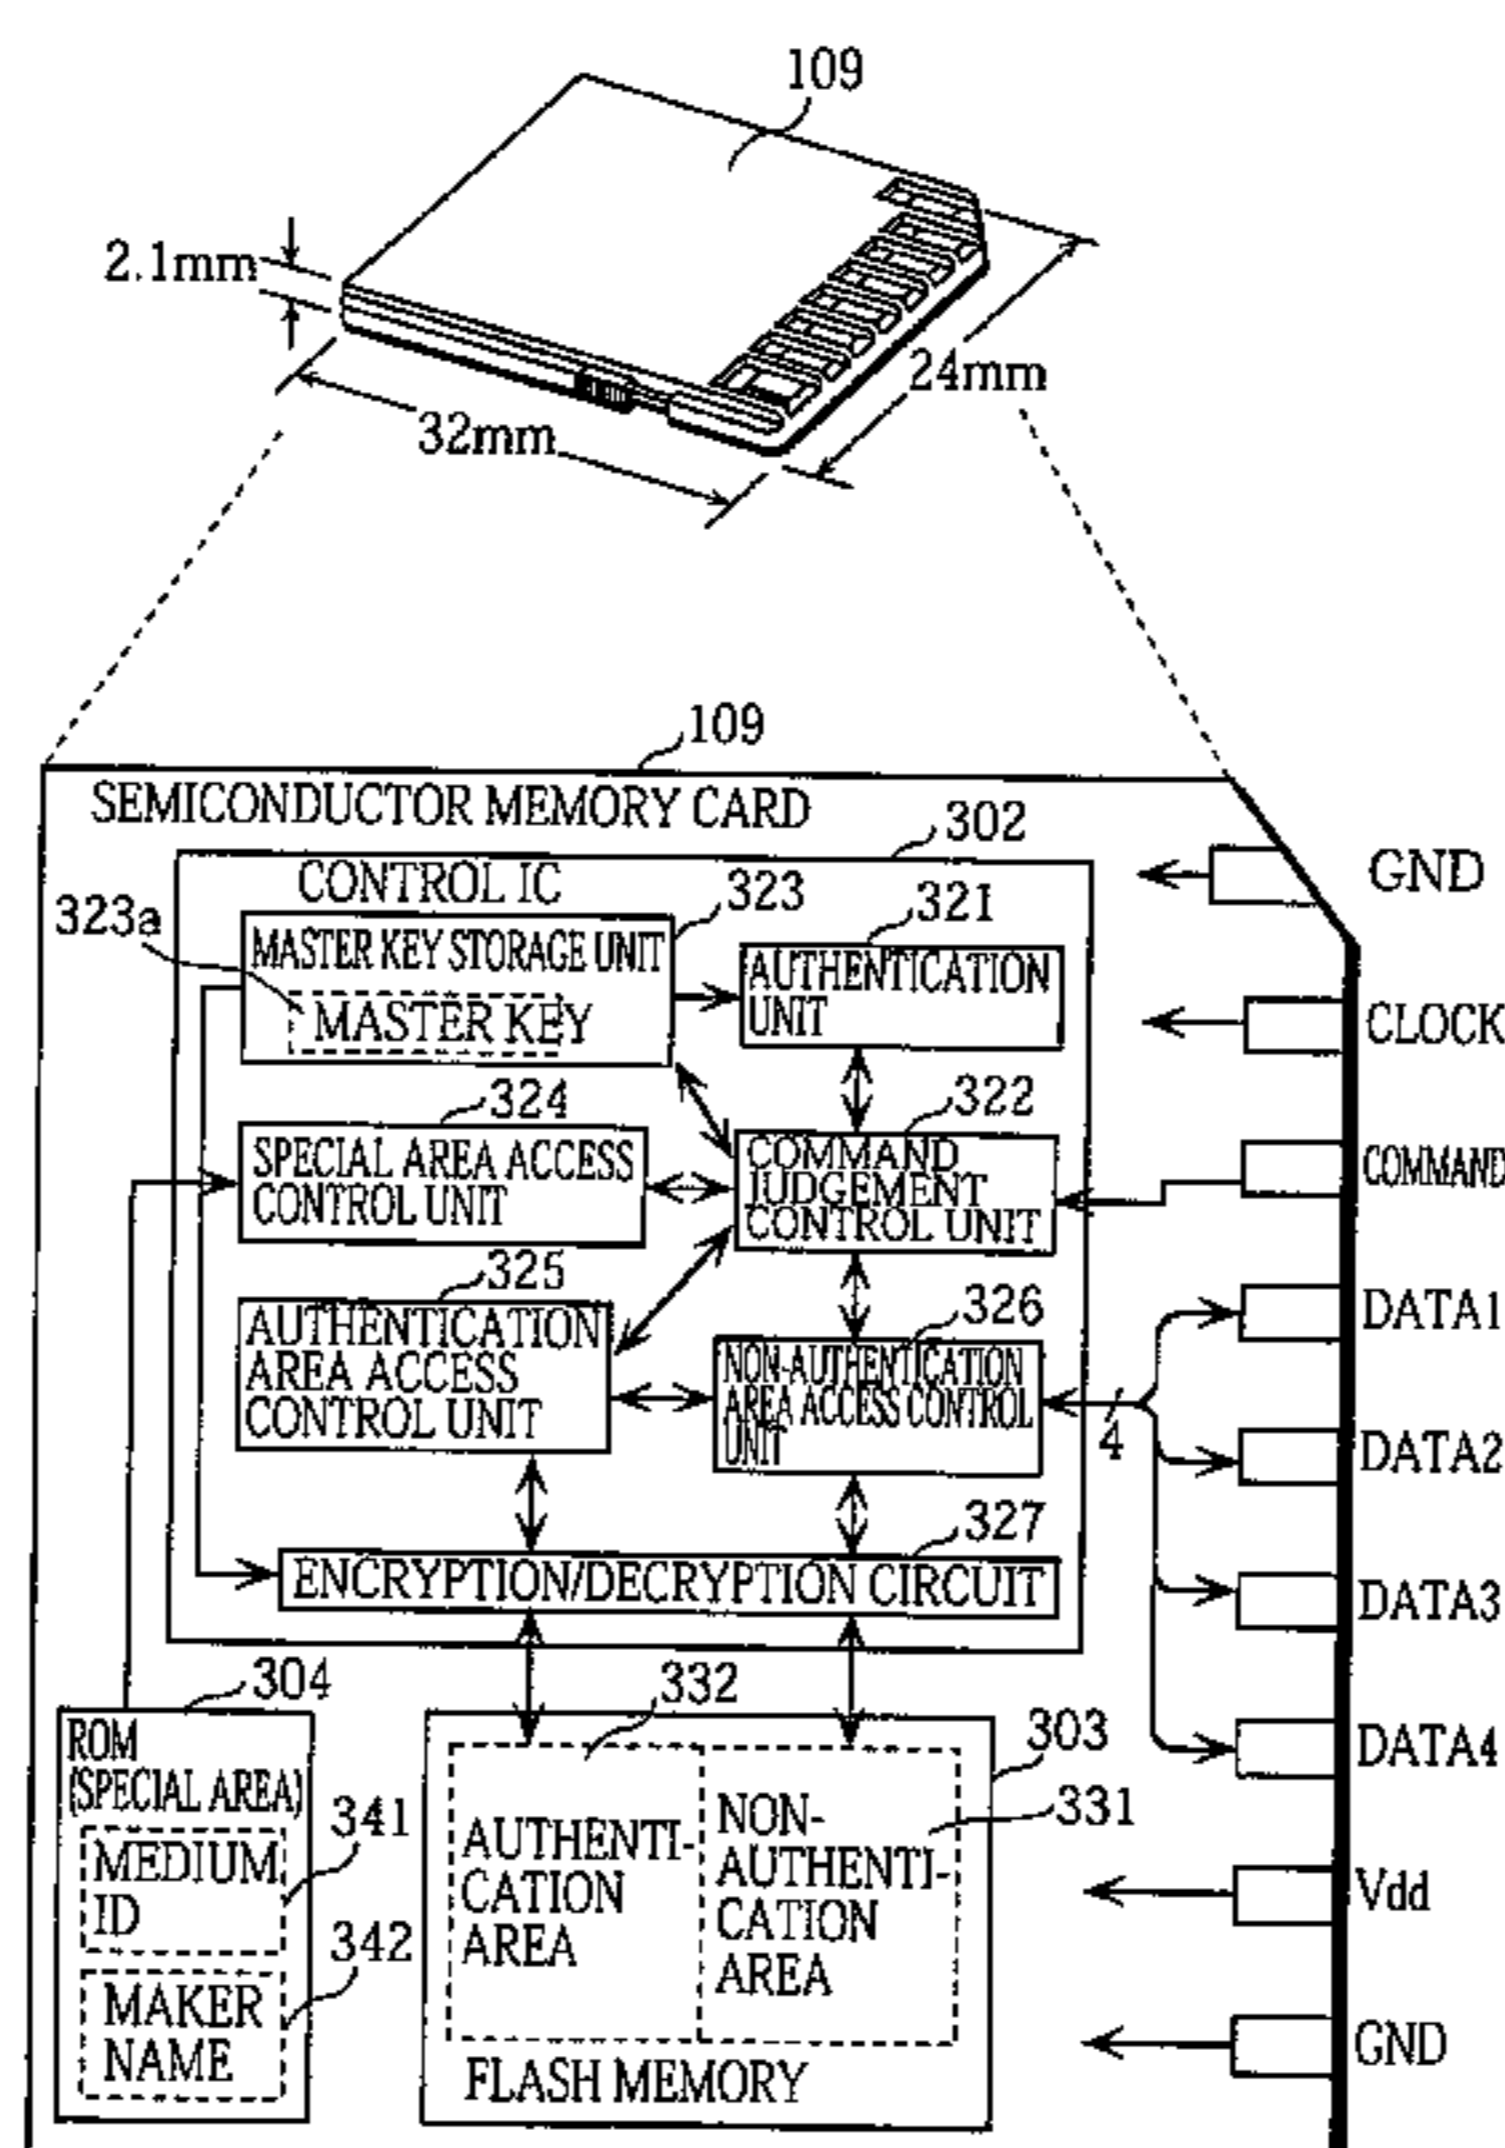 109
2.1mm
24mm
32mm
109
SEMICONDUCTOR MEMORY CARD
302
CONTROL IC
GND
323a
323
321
MASTER KEY STORAGE UNIT
MASTER KEY
AUTHENTICATION
UNIT
CLOCK
324
322
SPECIAL AREA ACCESS
CONTROL UNIT
COMMAND
JUDGEMENT
CONTROL UNIT
COMMAND
325
326
DATA1
AUTHENTICATION
AREA ACCESS
CONTROL UNIT
NON-AUTHENTICATION
AREA ACCESS CONTROL
UNIT
4
DATA2
327
ENCRYPTION/DECRYPTION CIRCUIT
DATA3
304
332
303
DATA4
ROM
(SPECIAL AREA)
341
MEDIUM
ID
342
MAKER
NAME
AUTHENTI-
CATION
AREA
NON-
AUTHENTI-
CATION
AREA
331
FLASH MEMORY
Vdd
GND